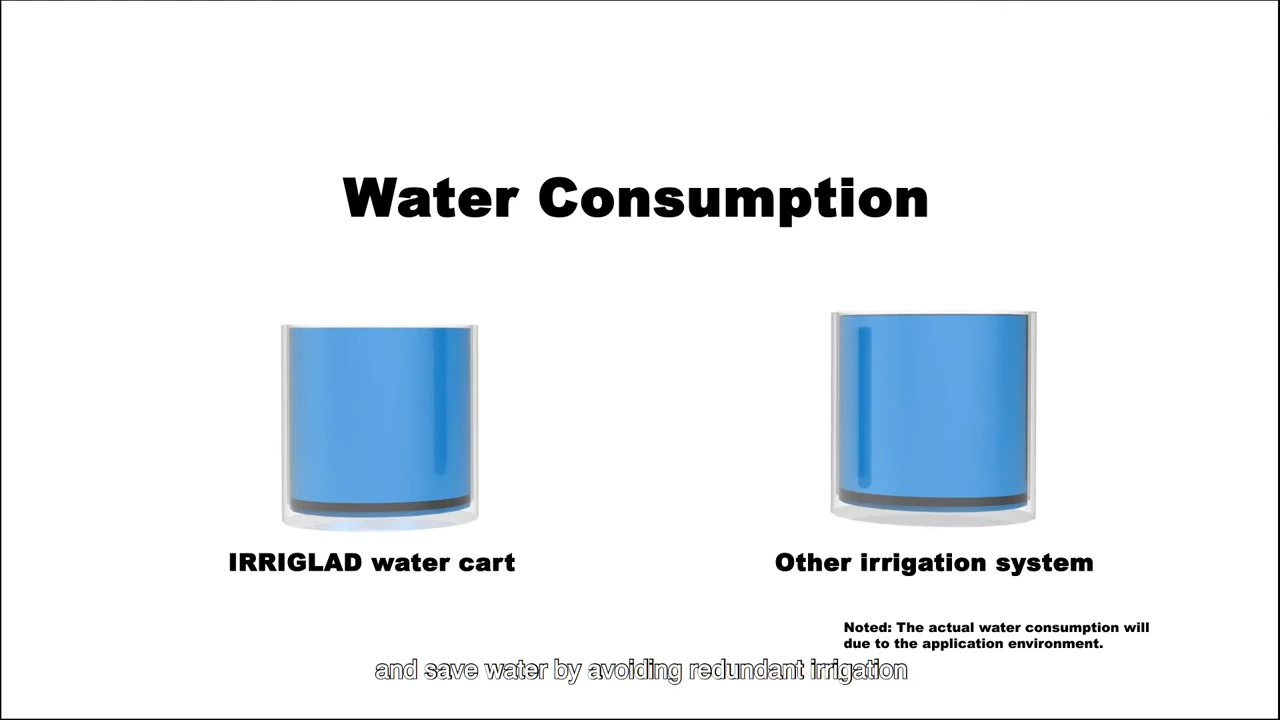 Water Consumption
IRRIGLAD water cart
Other irrigation system
Noted: The actual water consumption will
due to the application environment.
and save water by avoiding redundant irrigation